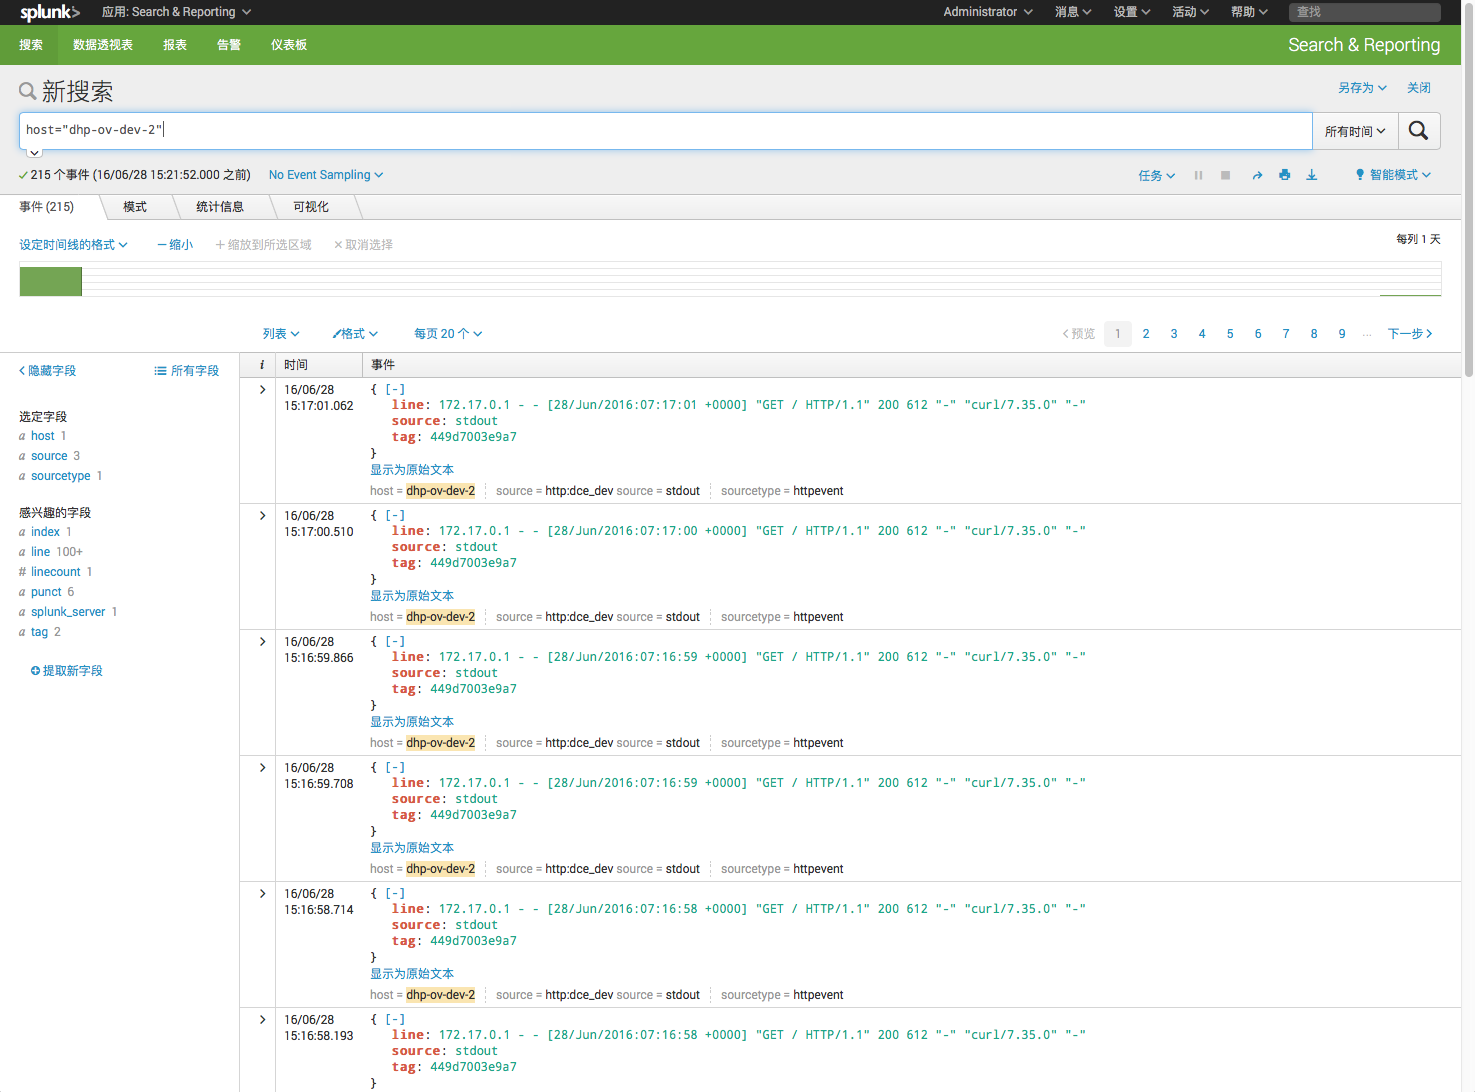 splunk> 应用: Search & Reporting Administrator 消息 设置 活动 帮助 查找
搜索 数据透视表 报表 告警 仪表板 Search & Reporting
新搜索 另存为 关闭
host="dhp-ov-dev-2" 所有时间
215 个事件 (16/06/28 15:21:52.000 之前) No Event Sampling 任务 智能模式
事件 (215) 模式 统计信息 可视化
设定时间线的格式 — 缩小 + 缩放到所选区域 × 取消选择 每列 1 天
列表 格式 每页 20 个 < 预览 1 2 3 4 5 6 7 8 9 ... 下一步 >
< 隐藏字段 所有字段
选定字段
a host 1
a source 3
a sourcetype 1
感兴趣的字段
a index 1
a line 100+
# linecount 1
a punct 6
a splunk_server 1
a tag 2
提取新字段
i 时间 事件
> 16/06/28 { [-]
15:17:01.062 line: 172.17.0.1 - - [28/Jun/2016:07:17:01 +0000] "GET / HTTP/1.1" 200 612 "-" "curl/7.35.0" "-"
source: stdout
tag: 449d7003e9a7
}
显示为原始文本
host = dhp-ov-dev-2 source = http:dce_dev source = stdout sourcetype = httpevent
> 16/06/28 { [-]
15:17:00.510 line: 172.17.0.1 - - [28/Jun/2016:07:17:00 +0000] "GET / HTTP/1.1" 200 612 "-" "curl/7.35.0" "-"
source: stdout
tag: 449d7003e9a7
}
显示为原始文本
host = dhp-ov-dev-2 source = http:dce_dev source = stdout sourcetype = httpevent
> 16/06/28 { [-]
15:16:59.866 line: 172.17.0.1 - - [28/Jun/2016:07:16:59 +0000] "GET / HTTP/1.1" 200 612 "-" "curl/7.35.0" "-"
source: stdout
tag: 449d7003e9a7
}
显示为原始文本
host = dhp-ov-dev-2 source = http:dce_dev source = stdout sourcetype = httpevent
> 16/06/28 { [-]
15:16:59.708 line: 172.17.0.1 - - [28/Jun/2016:07:16:59 +0000] "GET / HTTP/1.1" 200 612 "-" "curl/7.35.0" "-"
source: stdout
tag: 449d7003e9a7
}
显示为原始文本
host = dhp-ov-dev-2 source = http:dce_dev source = stdout sourcetype = httpevent
> 16/06/28 { [-]
15:16:58.714 line: 172.17.0.1 - - [28/Jun/2016:07:16:58 +0000] "GET / HTTP/1.1" 200 612 "-" "curl/7.35.0" "-"
source: stdout
tag: 449d7003e9a7
}
显示为原始文本
host = dhp-ov-dev-2 source = http:dce_dev source = stdout sourcetype = httpevent
> 16/06/28 { [-]
15:16:58.193 line: 172.17.0.1 - - [28/Jun/2016:07:16:58 +0000] "GET / HTTP/1.1" 200 612 "-" "curl/7.35.0" "-"
source: stdout
tag: 449d7003e9a7
}